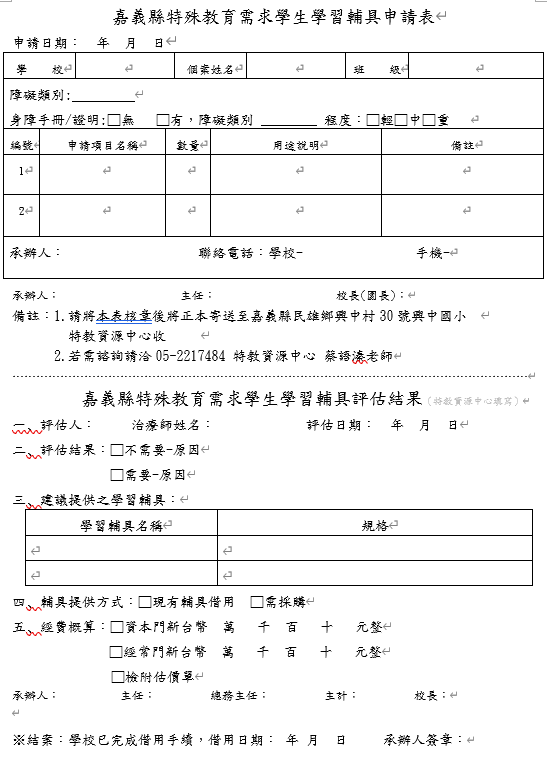 嘉義縣特殊教育需求學生學習輔具申請表
申請日期： 年 月 日
學 校 個案姓名 班 級
障礙類別:________
身障手冊/證明:□無 □有，障礙類別 ________ 程度：□輕□中□重
編號 申請項目名稱 數量 用途說明 備註
1
2
承辦人： 聯絡電話：學校- 手機-
承辦人： 主任： 校長(園長)：
備註：1.請將本表核章後將正本寄送至嘉義縣民雄鄉興中村30號興中國小
特教資源中心收
2.若需諮詢請洽05-2217484 特教資源中心 蔡語湊老師
嘉義縣特殊教育需求學生學習輔具評估結果（特教資源中心填寫）
一、評估人： 治療師姓名： 評估日期： 年 月 日
二、評估結果：□不需要-原因
□需要-原因
三、建議提供之學習輔具：
學習輔具名稱 規格
四、輔具提供方式：□現有輔具借用 □需採購
五、經費概算：□資本門新台幣 萬 千 百 十 元整
□經常門新台幣 萬 千 百 十 元整
□檢附估價單
承辦人： 主任： 總務主任： 主計： 校長：
※結案：學校已完成借用手續，借用日期： 年 月 日 承辦人簽章：